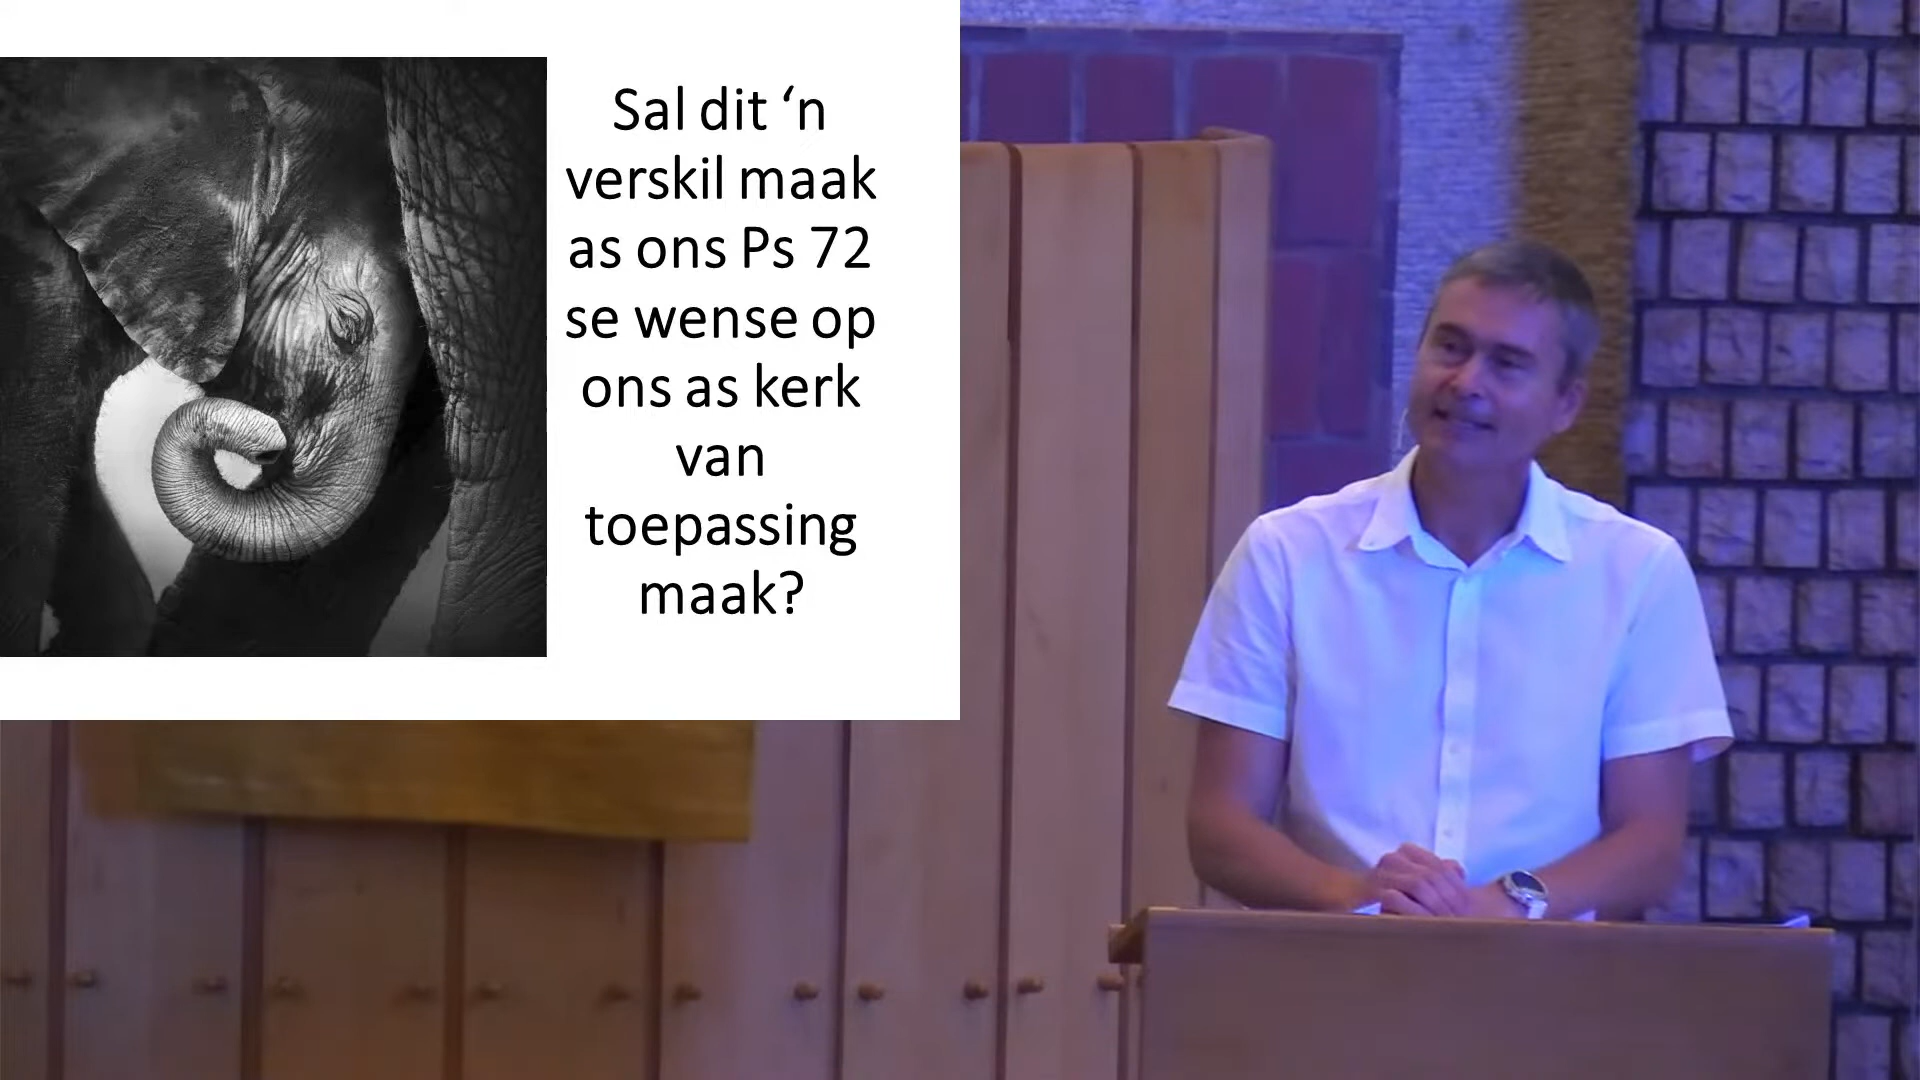 Sal dit ‘n
verskil maak
as ons Ps 72
se wense op
ons as kerk
van
toepassing
maak?